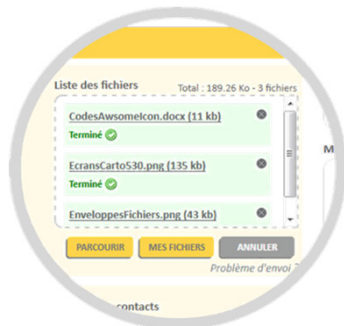 Liste des fichiers Total : 189.26 Ko - 3 fichiers
CodesAwsomeIcon.docx (11 kb)
Terminé
EcransCarto530.png (135 kb)
Terminé
EnveloppesFichiers.png (43 kb)
PARCOURIR MES FICHIERS ANNULER
Problème d'envoi ?
contacts